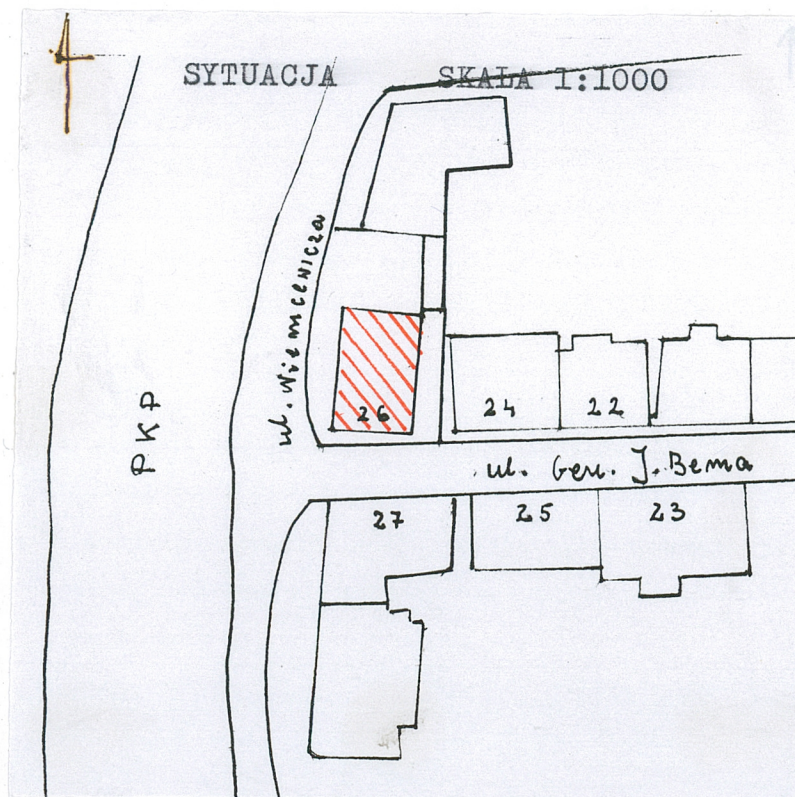 SYTUACJA SKALA 1:1000
ul. Niemcewicza
PKP
26
24
22
ul. Gen. J. Bema
27
25
23